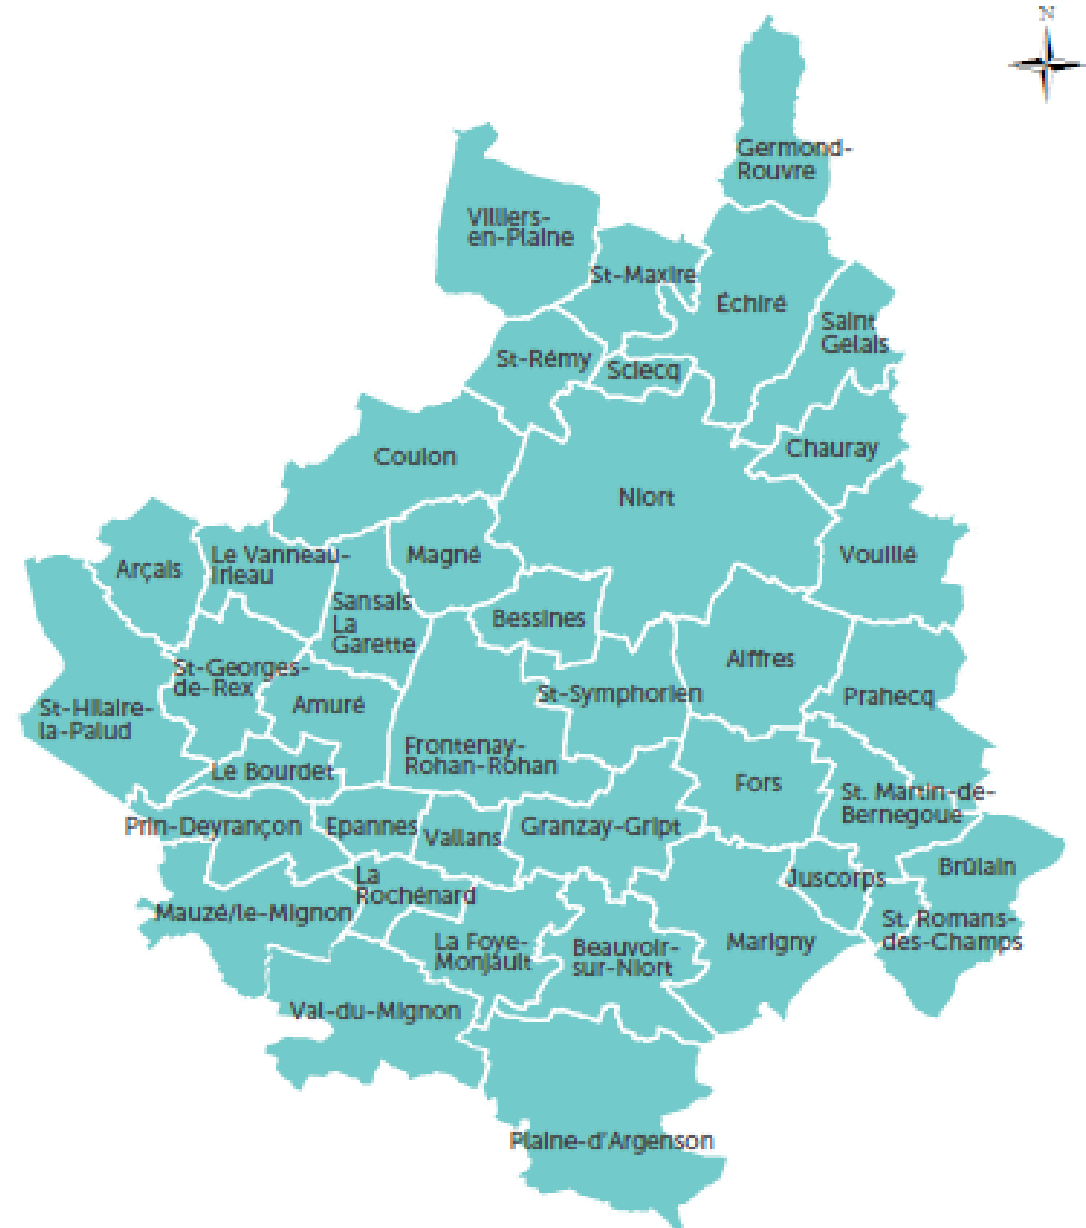 N
Germond-
Rouvre
Villiers-
en-Plaine
St-Maxire
Échiré
Saint
Gelais
St-Rémy
Sciecq
Chauray
Coulon
Niort
Vouillé
Arçais
Le Vanneau-
Irleau
Magné
Sansais
La
Garette
Bessines
Aiffres
St-Georges-
de-Rex
St-Symphorien
Prahecq
St-Hilaire-
la-Palud
Amuré
Frontenay-
Rohan-Rohan
Le Bourdet
Fors
St. Martin-de-
Bernegoue
Prin-Deyrançon
Epannes
Vallans
Granzay-Gript
La
Rochénard
Juscorps
Brûlain
Mauzé/le-Mignon
St. Romans-
des-Champs
La Foye-
Monjault
Beauvoir-
sur-Niort
Marigny
Val-du-Mignon
Plaine-d'Argenson